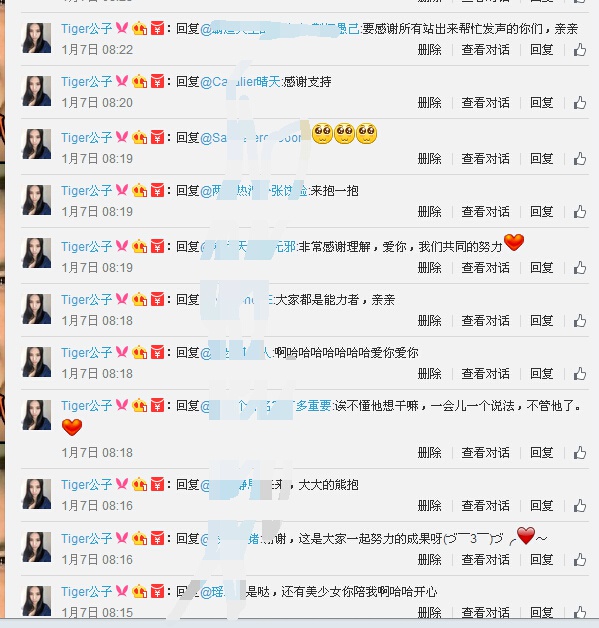 Tiger公子 : 回复@ :要感谢所有站出来帮忙发声的你们，亲亲
1月7日 08:22 删除 查看对话 回复
Tiger公子 : 回复@Ca alier晴天:感谢支持
1月7日 08:20 删除 查看对话 回复
Tiger公子 : 回复@Sa
1月7日 08:19 删除 查看对话 回复
Tiger公子 : 回复@ :来抱一抱
1月7日 08:19 删除 查看对话 回复
Tiger公子 : 回复@ 天 无邪:非常感谢理解，爱你，我们共同的努力
1月7日 08:19 删除 查看对话 回复
Tiger公子 : 回复@ :大家都是能力者，亲亲
1月7日 08:18 删除 查看对话 回复
Tiger公子 : 回复@ 人:啊哈哈哈哈哈哈哈爱你爱你
1月7日 08:18 删除 查看对话 回复
Tiger公子 : 回复@ 个 多重要:诶不懂他想干嘛，一会儿一个说法，不管他了。
1月7日 08:18 删除 查看对话 回复
Tiger公子 : 回复@ 来，大大的熊抱
1月7日 08:16 删除 查看对话 回复
Tiger公子 : 回复@ 谢，这是大家一起努力的成果呀(づ￣3￣)づ╭～
1月7日 08:16 删除 查看对话 回复
Tiger公子 : 回复@瑶 是哒，还有美少女你陪我啊哈哈开心
1月7日 08:15 删除 查看对话 回复